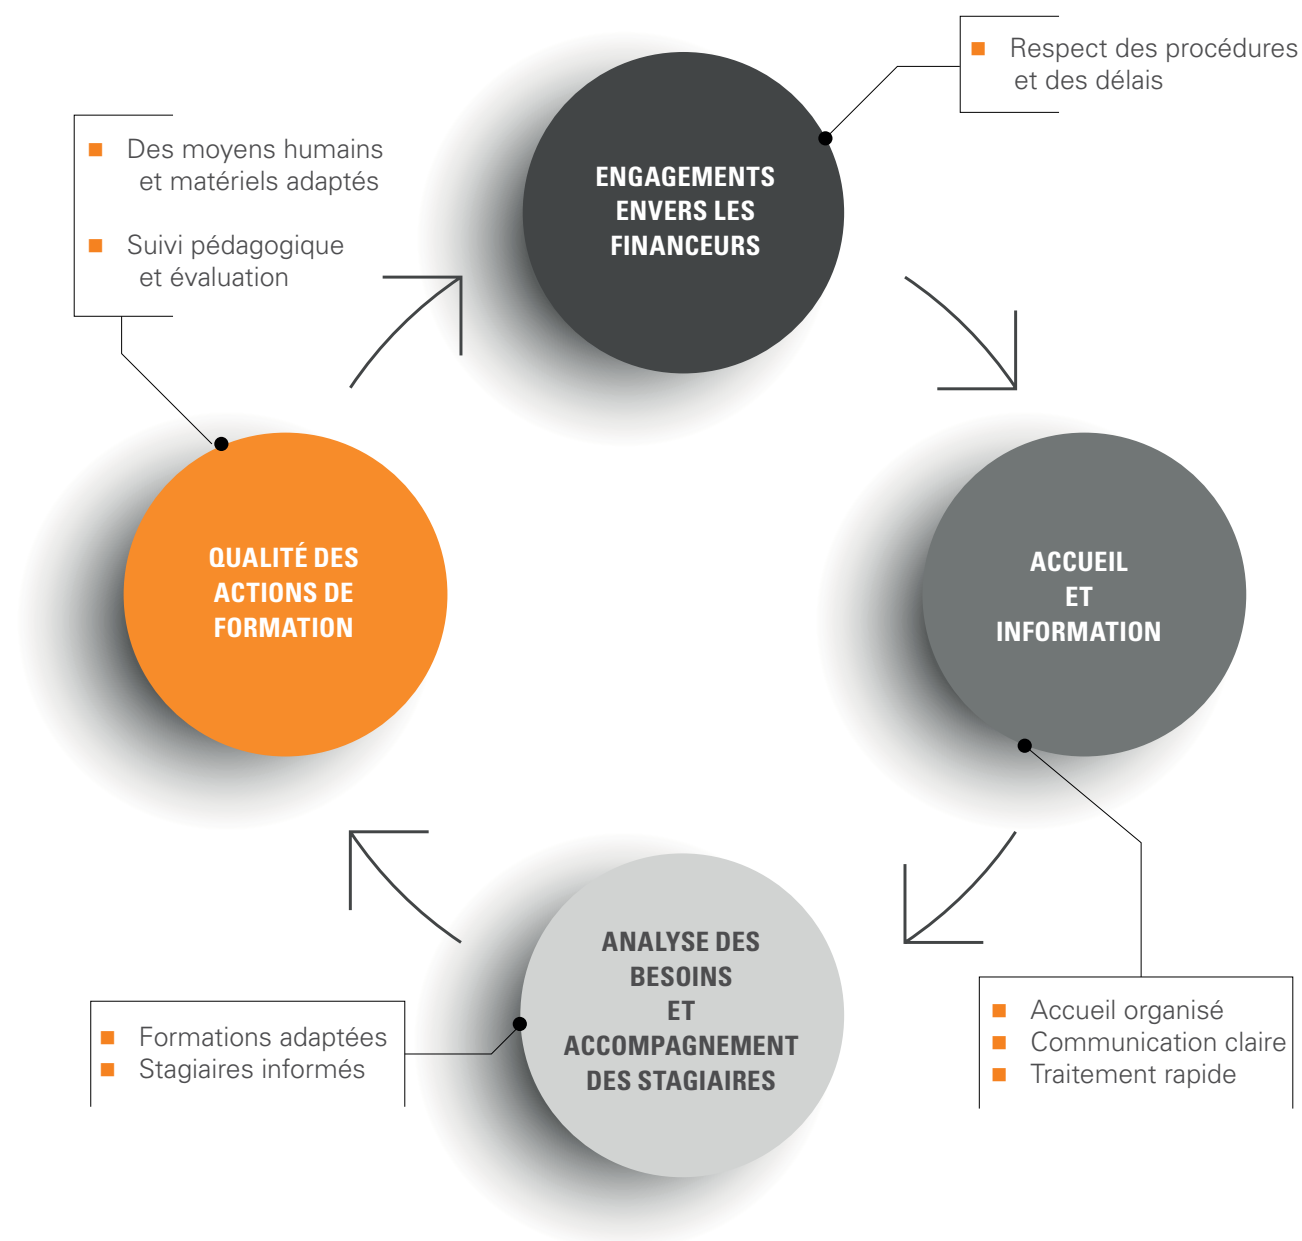 Respect des procédures
et des délais
Des moyens humains
et matériels adaptés
Suivi pédagogique
et évaluation
ENGAGEMENTS
ENVERS LES
FINANCEURS
QUALITÉ DES
ACTIONS DE
FORMATION
ACCUEIL
ET
INFORMATION
ANALYSE DES
BESOINS
ET
ACCOMPAGNEMENT
DES STAGIAIRES
Formations adaptées
Stagiaires informés
Accueil organisé
Communication claire
Traitement rapide